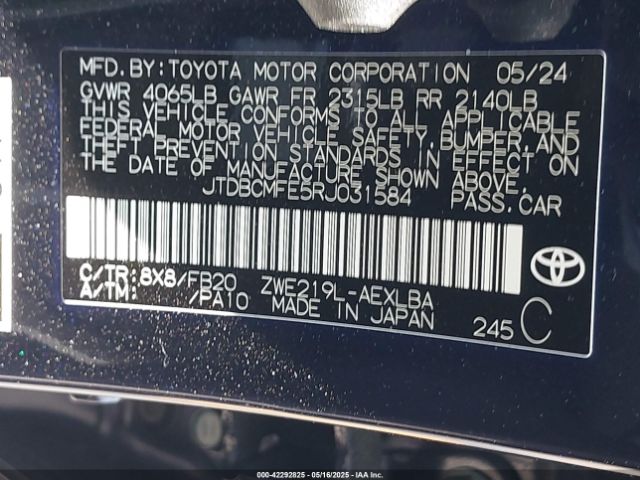 MFD. BY: TOYOTA MOTOR CORPORATION 05/24
GVWR 4065LB GAWR FR 2315LB RR 2140LB
THIS VEHICLE CONFORMS TO ALL APPLICABLE
FEDERAL MOTOR VEHICLE SAFETY, BUMPER, AND
THEFT PREVENTION STANDARDS IN EFFECT ON
THE DATE OF MANUFACTURE SHOWN ABOVE.
JTDBCMFE5RJ031584 PASS.CAR
C/TR: 8X8/FB20 ZWE219L-AEXLBA
A/TM: /PA10 MADE IN JAPAN 245 C
TOYOTA
000-42292825 - 05/16/2025 - IAAI.COM